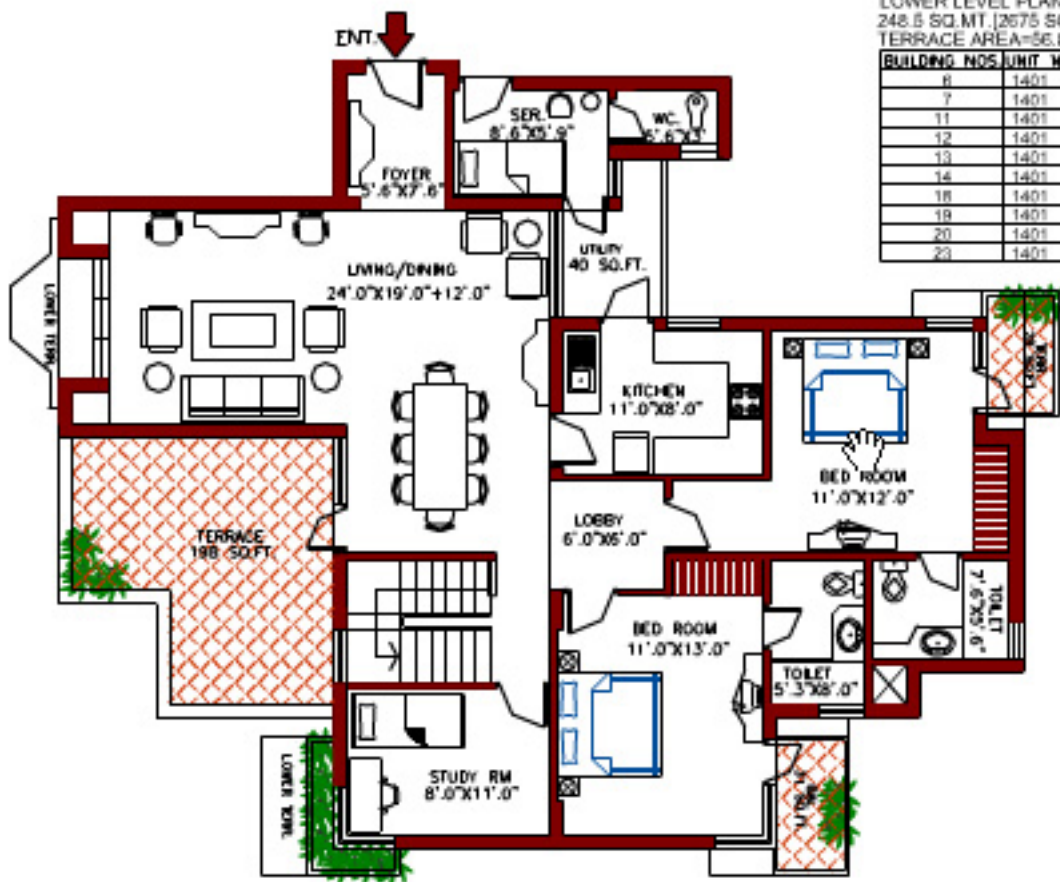 LOWER LEVEL PLAN
248.5 SQ.MT.[2675
TERRACE AREA=56.
BUILDING NOS. UNIT
6 1401
7 1401
11 1401
12 1401
13 1401
14 1401
18 1401
19 1401
20 1401
23 1401
ENT.
SER.
8'.6"X5'.9"
WC.
5'.6"X3'
FOYER
5'.6"X7'.6"
UTILITY
40 SQ.FT.
LIVING/DINING
24'.0"X19'.0"+12'.0"
LOWER TERR.
KITCHEN
11'.0"X8'.0"
BED ROOM
11'.0"X12'.0"
TERRACE
198 SQ.FT
LOBBY
6'.0"X6'.0"
TOILET
7'.6"X5'.6"
BED ROOM
11'.0"X13'.0"
TOILET
5'.3"X8'.0"
STUDY RM
8'.0"X11'.0"
LOWER TERR.